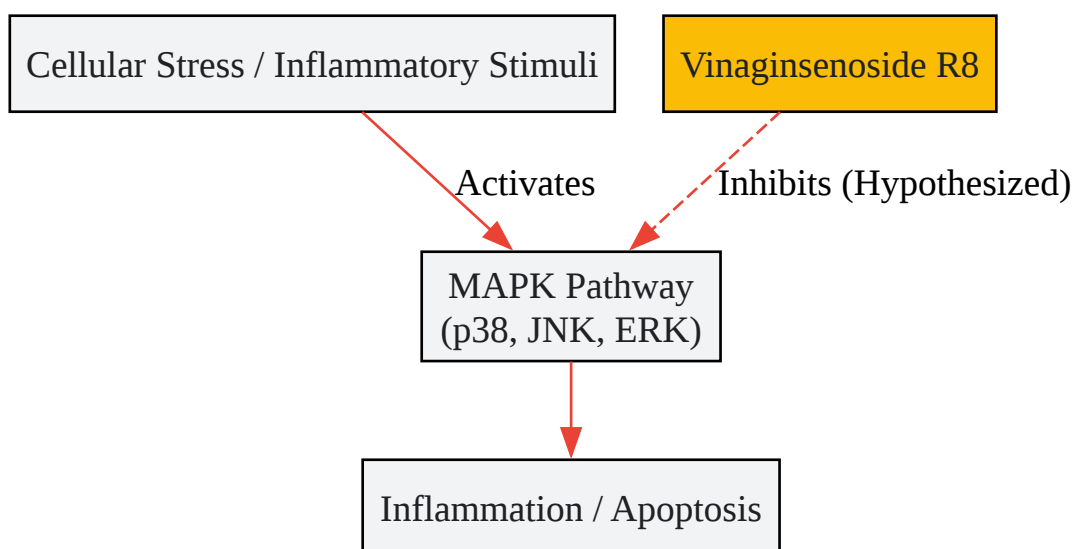 Cellular Stress / Inflammatory Stimuli
Vinaginsenoside R8
Activates
Inhibits (Hypothesized)
MAPK Pathway
(p38, JNK, ERK)
Inflammation / Apoptosis